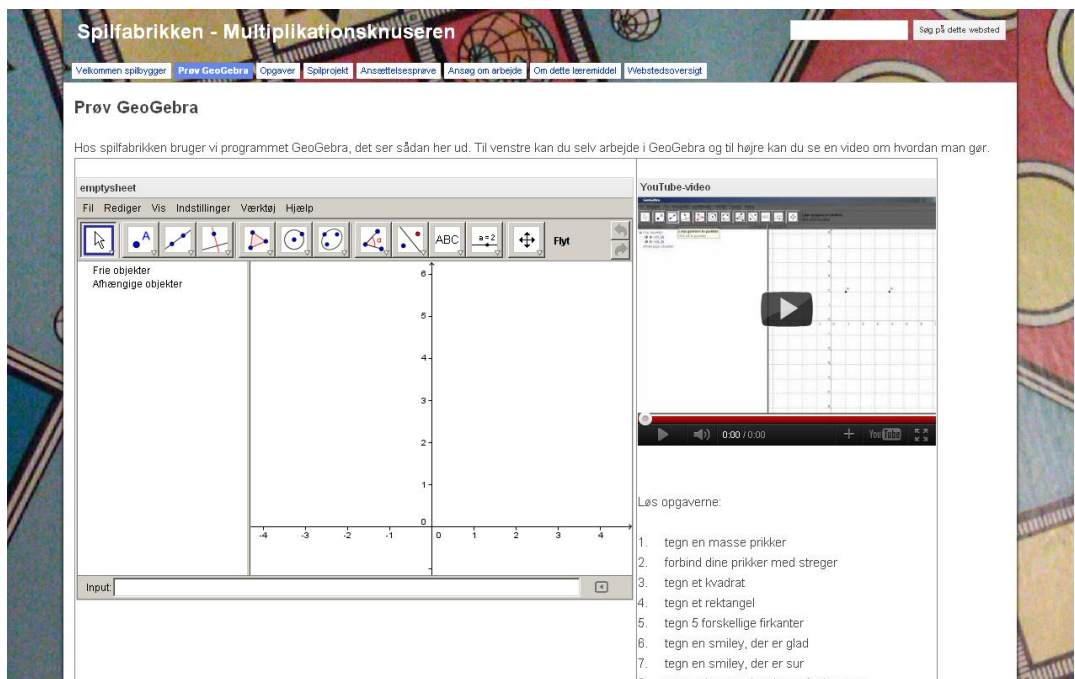 Spilfabrikken - Multiplikationsknuseren
Søg på dette websted
Velkommen spilbygger Prøv GeoGebra Opgaver Spilprojekt Ansættelsesprøve Ansøg om arbejde Om dette læremiddel Webstedsoversigt
Prøv GeoGebra
Hos spilfabrikken bruger vi programmet GeoGebra, det ser sådan her ud. Til venstre kan du selv arbejde i GeoGebra og til højre kan du se en video om hvordan man gør.
emptysheet
Fil Rediger Vis Indstillinger Værktøj Hjælp
A ABC a=2 Flyt
Frie objekter
Afhængige objekter
6
5
4
3
2
1
0
-4 -3 -2 -1 0 1 2 3 4
Input:
YouTube-video
0:00 / 0:00 YouTube
Løs opgaverne:
1. tegn en masse prikker
2. forbind dine prikker med streger
3. tegn et kvadrat
4. tegn et rektangel
5. tegn 5 forskellige firkanter
6. tegn en smiley, der er glad
7. tegn en smiley, der er sur